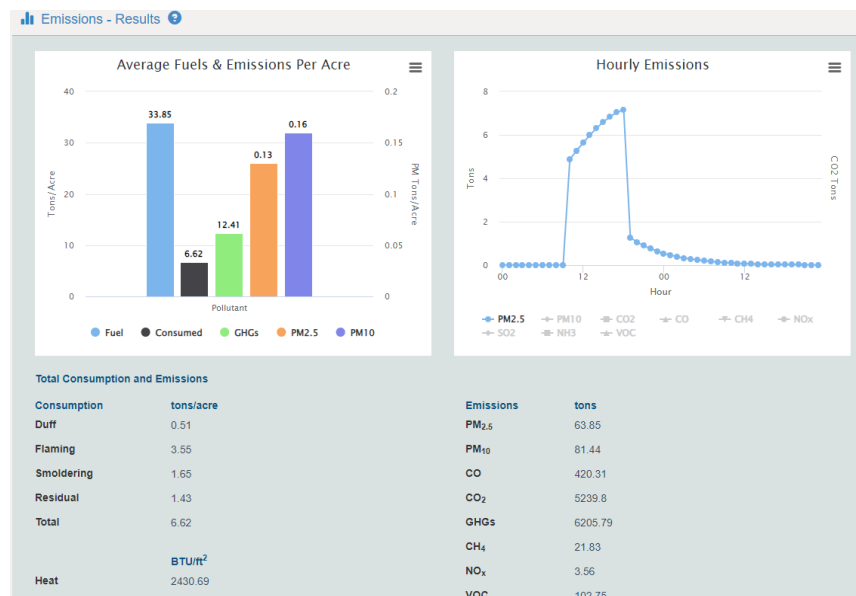 Emissions - Results ?
Average Fuels & Emissions Per Acre
40
30
20
10
0
Tons/Acre
33.85
6.62
12.41
0.13
0.16
0.2
0.15
0.1
0.05
0
PM Tons/Acre
Pollutant
Fuel Consumed GHGs PM2.5 PM10
Hourly Emissions
8
6
4
2
0
Tons
CO2 Tons
00 12 00 12
Hour
PM2.5 PM10 CO2 CO CH4 NOx
SO2 NH3 VOC
Total Consumption and Emissions
Consumption tons/acre
Duff 0.51
Flaming 3.55
Smoldering 1.65
Residual 1.43
Total 6.62
BTU/ft2
Heat 2430.69
Emissions tons
PM2.5 63.85
PM10 81.44
CO 420.31
CO2 5239.8
GHGs 6205.79
CH4 21.83
NOx 3.56
VOC 102.75